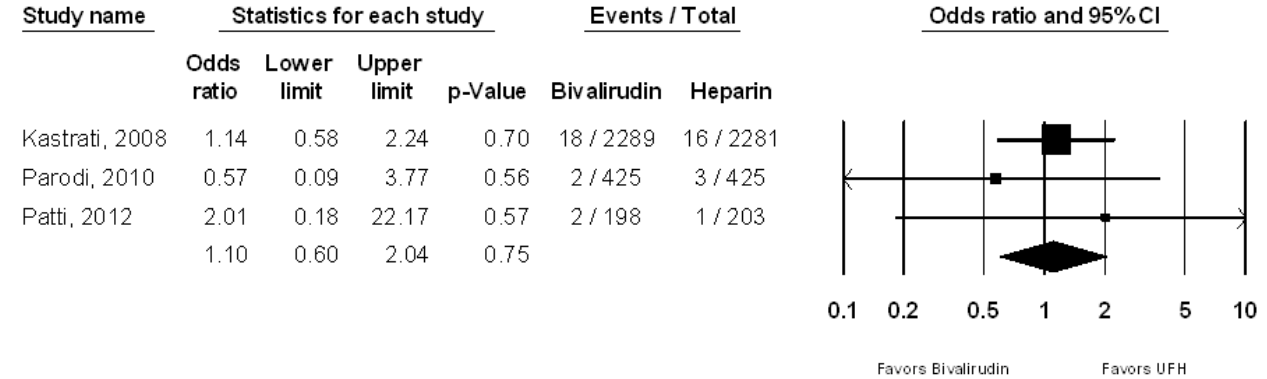 Study name Statistics for each study Events / Total Odds ratio and 95% CI
Odds Lower Upper
ratio limit limit p-Value Bivalirudin Heparin
Kastrati, 2008 1.14 0.58 2.24 0.70 18 / 2289 16 / 2281
Parodi, 2010 0.57 0.09 3.77 0.56 2 / 425 3 / 425
Patti, 2012 2.01 0.18 22.17 0.57 2 / 198 1 / 203
1.10 0.60 2.04 0.75
0.1 0.2 0.5 1 2 5 10
Favors Bivalirudin Favors UFH